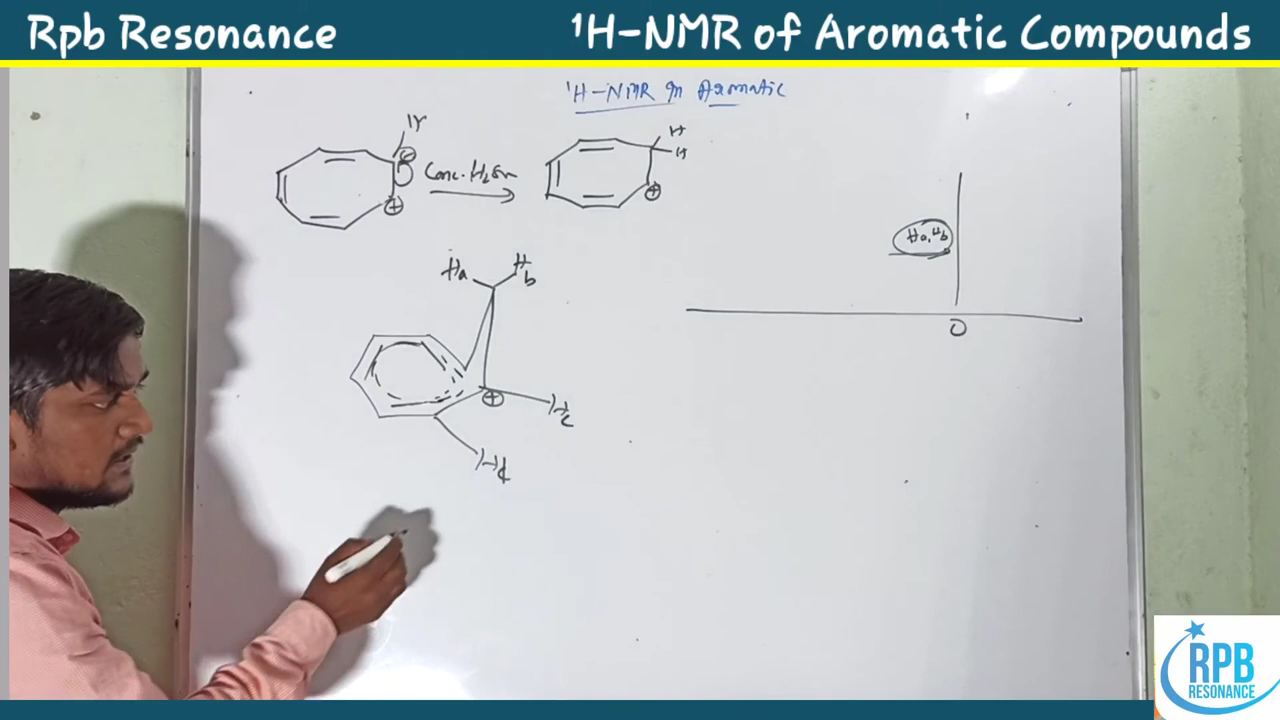 Rpb Resonance
¹H-NMR of Aromatic Compounds
¹H-NMR In Aromatic
H
⊖
⊕
Conc. H₂SO₄
H
H
⊕
Ha
Hb
⊕
Hc
Hd
Ha, Hb
O
RPB
RESONANCE